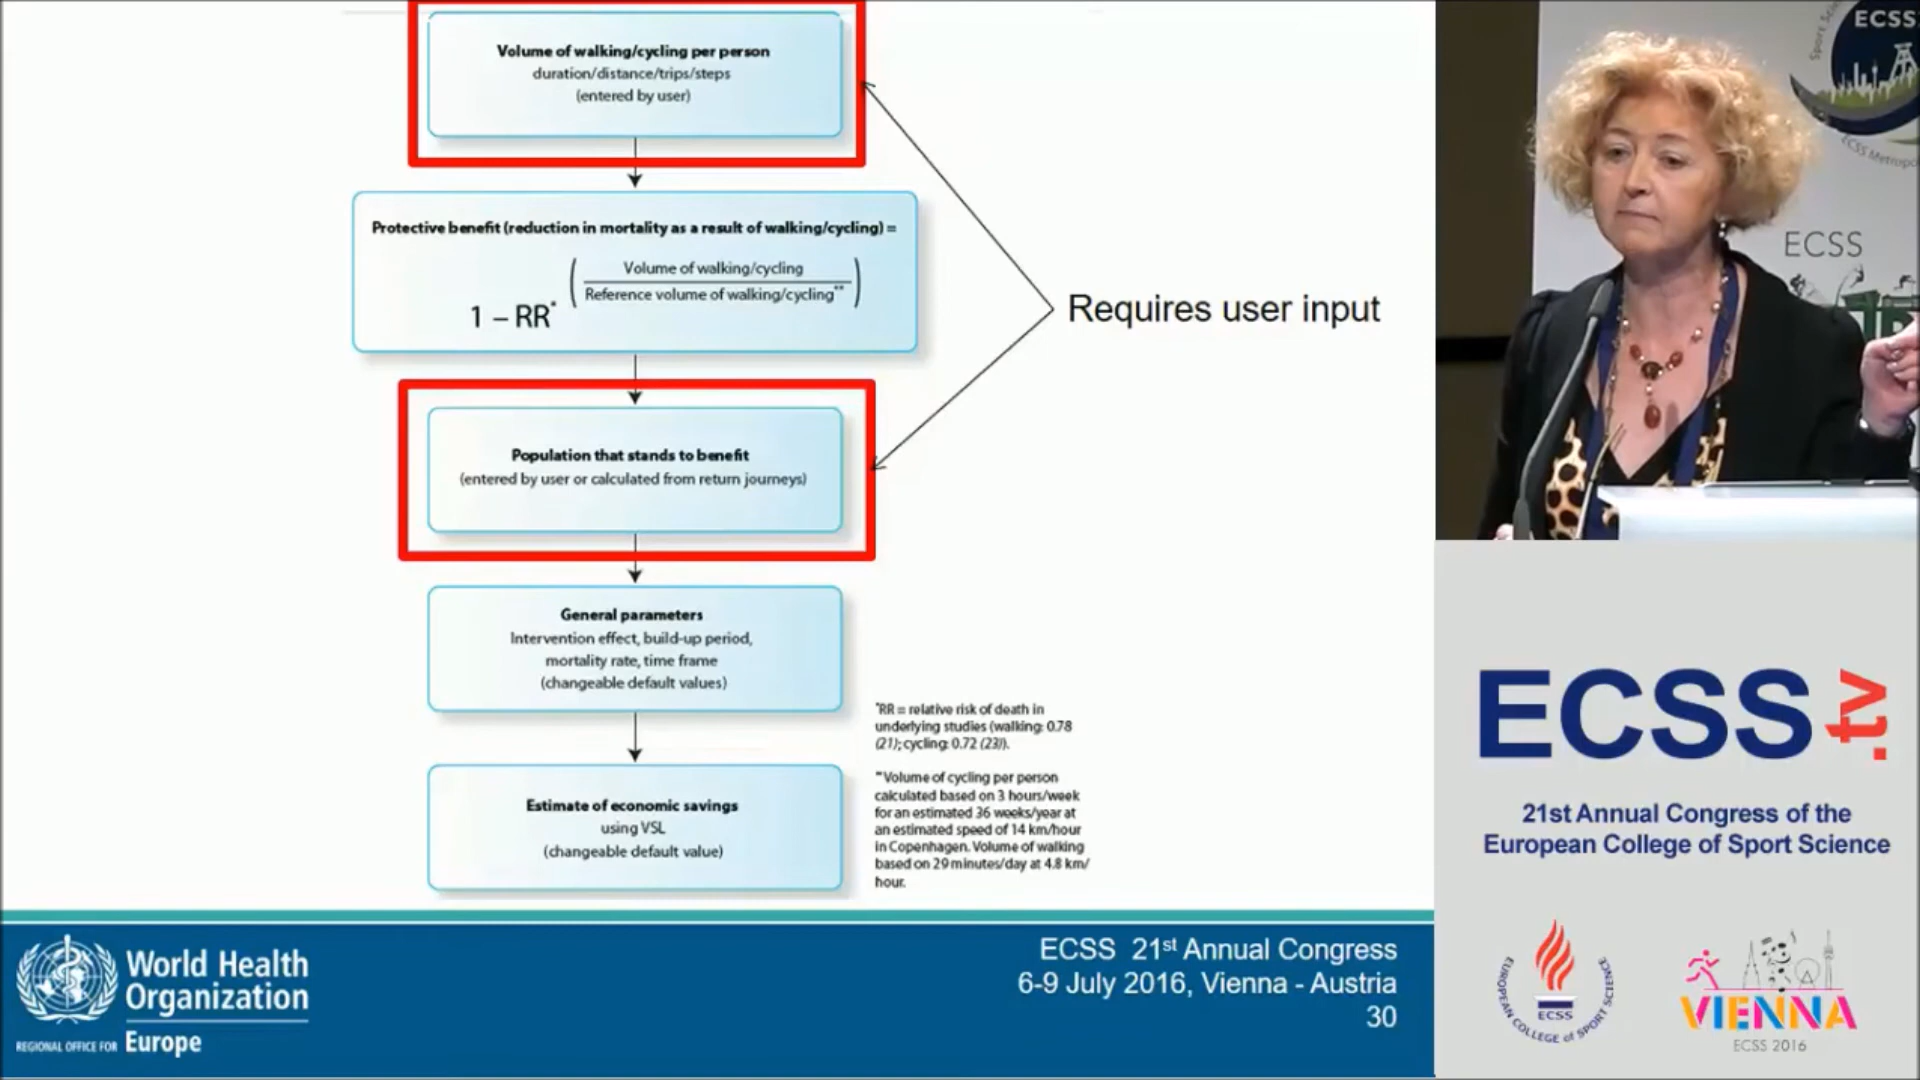 Volume of walking/cycling per person
duration/distance/trips/steps
(entered by user)
Protective benefit (reduction in mortality as a result of walking/cycling) =
1 – RR* ( Volume of walking/cycling
Reference volume of walking/cycling** )
Requires user input
Population that stands to benefit
(entered by user or calculated from return journeys)
General parameters
Intervention effect, build-up period,
mortality rate, time frame
(changeable default values)
Estimate of economic savings
using VSL
(changeable default value)
*RR = relative risk of death in
underlying studies (walking: 0.78
(21); cycling: 0.72 (23)).
**Volume of cycling per person
calculated based on 3 hours/week
for an estimated 36 weeks/year at
an estimated speed of 14 km/hour
in Copenhagen. Volume of walking
based on 29 minutes/day at 4.8 km/
hour.
World Health
Organization
REGIONAL OFFICE FOR Europe
ECSS 21st Annual Congress
6-9 July 2016, Vienna - Austria
30
ECSS
ECSS
ECSS.tv
21st Annual Congress of the
European College of Sport Science
EUROPEAN COLLEGE of SPORT SCIENCE
ECSS
VIENNA
ECSS 2016